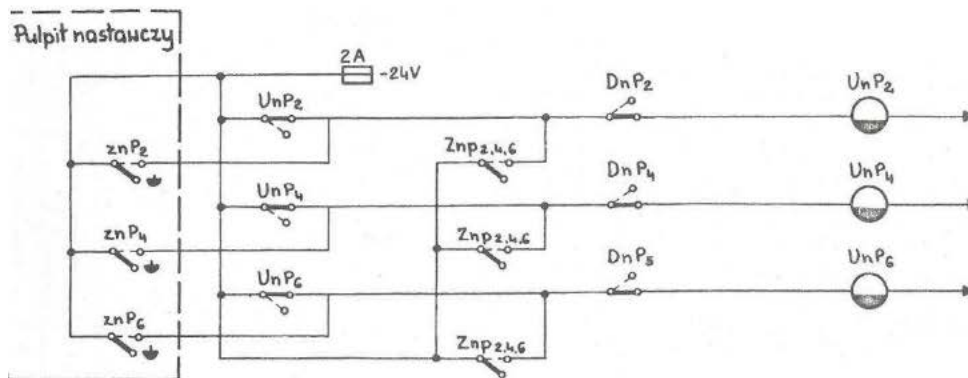 Pulpit nastawczy
2A
-24V
UnP2
DnP2
UnP2
znP2
Znp2,4,6
UnP4
DnP4
UnP4
znP4
Znp2,4,6
UnP6
DnP5
UnP6
znP6
Znp2,4,6